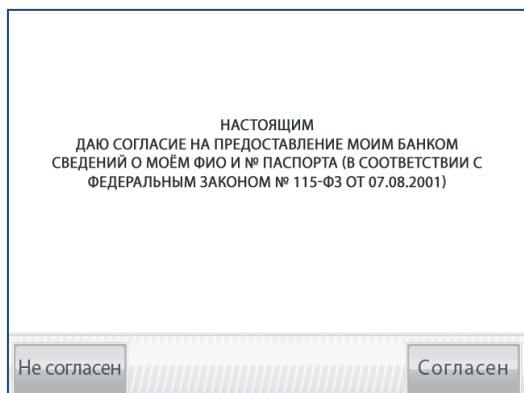 НАСТОЯЩИМ
ДАЮ СОГЛАСИЕ НА ПРЕДОСТАВЛЕНИЕ МОИМ БАНКОМ
СВЕДЕНИЙ О МОЁМ ФИО И № ПАСПОРТА (В СООТВЕТСТВИИ С
ФЕДЕРАЛЬНЫМ ЗАКОНОМ № 115-ФЗ ОТ 07.08.2001)
Не согласен
Согласен